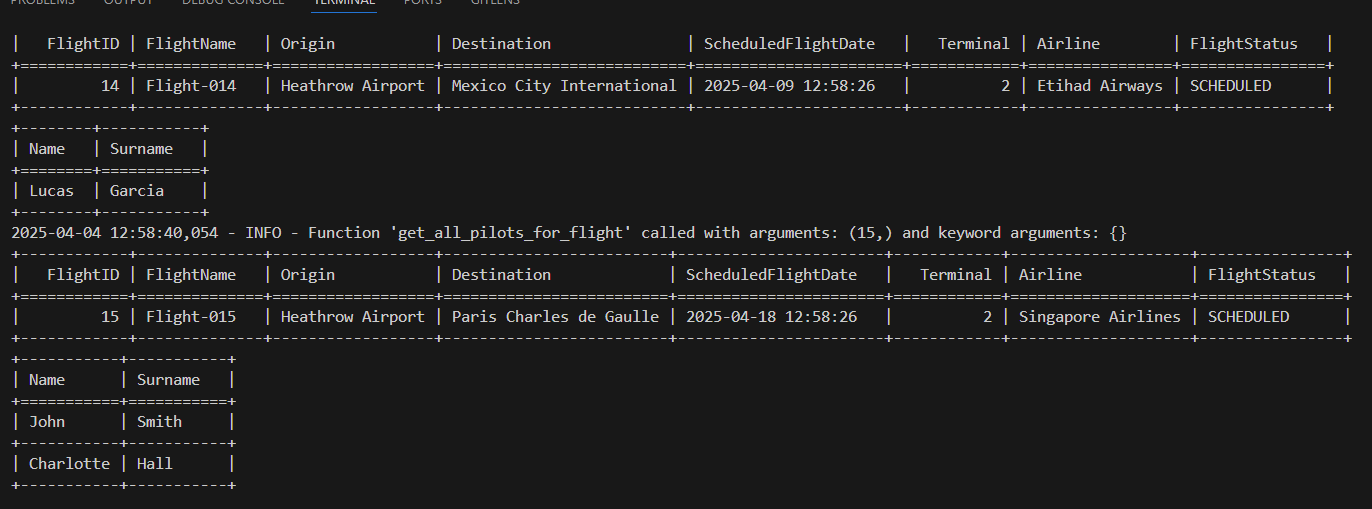 PROBLEMS OUTPUT DEBUG CONSOLE TERMINAL PORTS GITLENS
|   FlightID | FlightName   | Origin           | Destination               | ScheduledFlightDate   |   Terminal | Airline        | FlightStatus   |
+============+==============+==================+===========================+=======================+============+================+================+
|         14 | Flight-014   | Heathrow Airport | Mexico City International | 2025-04-09 12:58:26   |          2 | Etihad Airways | SCHEDULED      |
+------------+--------------+------------------+---------------------------+-----------------------+------------+----------------+----------------+
+--------+-----------+
| Name   | Surname   |
+========+===========+
| Lucas  | Garcia    |
+--------+-----------+
2025-04-04 12:58:40,054 - INFO - Function 'get_all_pilots_for_flight' called with arguments: (15,) and keyword arguments: {}
+------------+--------------+------------------+-------------------------+-----------------------+------------+--------------------+----------------+
|   FlightID | FlightName   | Origin           | Destination             | ScheduledFlightDate   |   Terminal | Airline            | FlightStatus   |
+============+==============+==================+=========================+=======================+============+====================+================+
|         15 | Flight-015   | Heathrow Airport | Paris Charles de Gaulle | 2025-04-18 12:58:26   |          2 | Singapore Airlines | SCHEDULED      |
+------------+--------------+------------------+-------------------------+-----------------------+------------+--------------------+----------------+
+-----------+-----------+
| Name      | Surname   |
+===========+===========+
| John      | Smith     |
+-----------+-----------+
| Charlotte | Hall      |
+-----------+-----------+